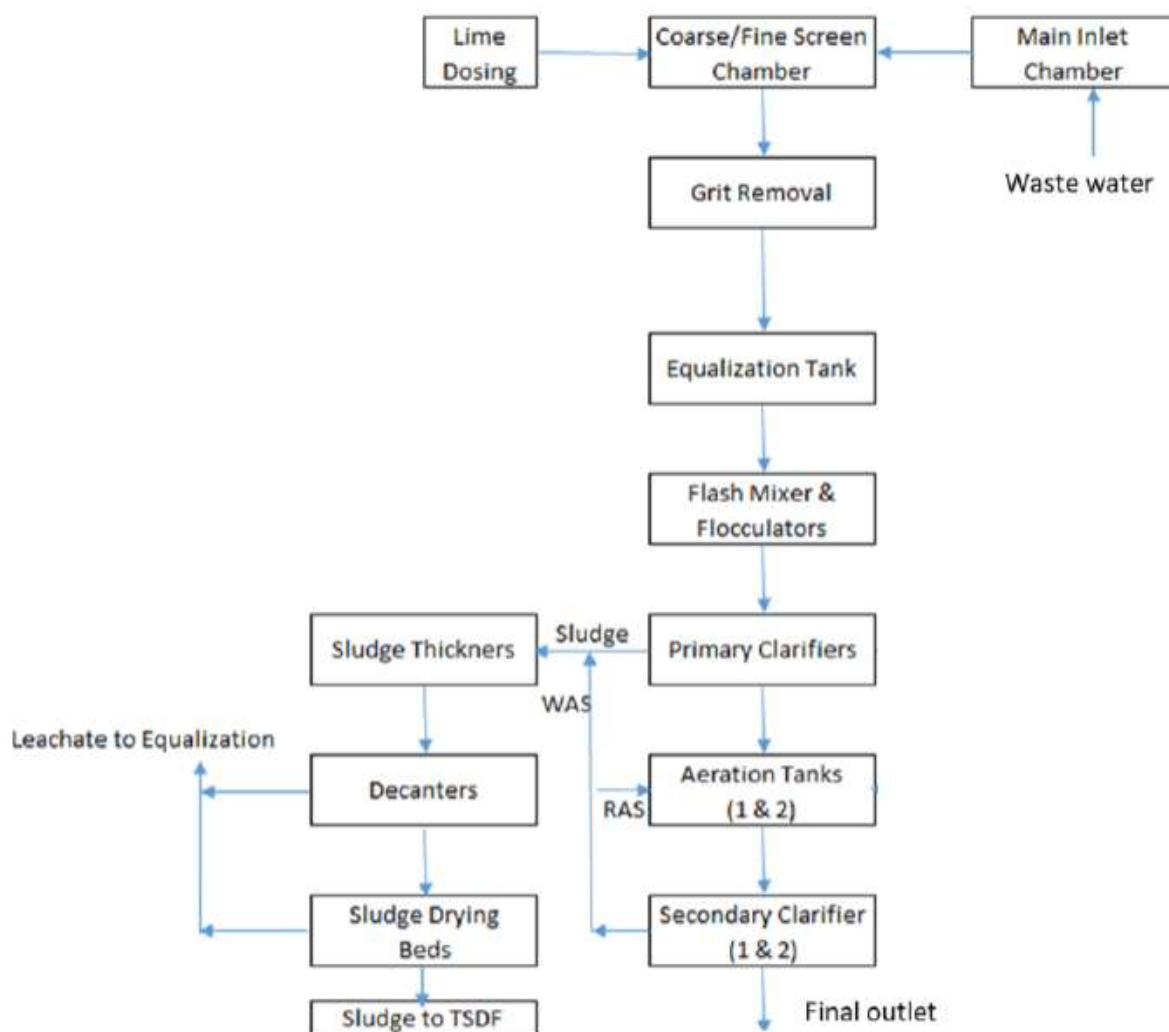 Lime
Dosing
Coarse/Fine Screen
Chamber
Main Inlet
Chamber
Waste water
Grit Removal
Equalization Tank
Flash Mixer &
Flocculators
Sludge Thickners
Sludge
Primary Clarifiers
WAS
Leachate to Equalization
Decanters
RAS
Aeration Tanks
(1 & 2)
Sludge Drying
Beds
Secondary Clarifier
(1 & 2)
Sludge to TSDF
Final outlet